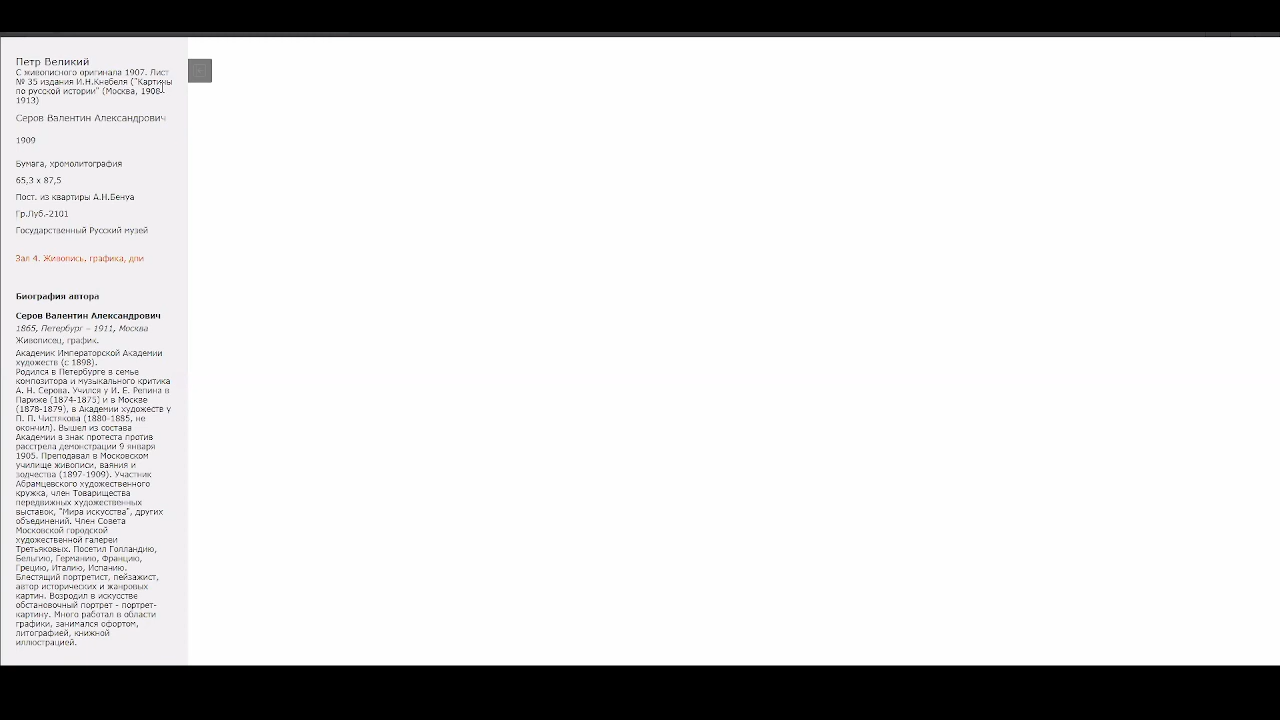 Петр Великий
С живописного оригинала 1907. Лист
№ 35 издания И.Н.Кнебеля ("Картины
по русской истории" (Москва, 1908-
1913)
Серов Валентин Александрович
1909
Бумага, хромолитография
65,3 x 87,5
Пост. из квартиры А.Н.Бенуа
Гр.Луб.-2101
Государственный Русский музей
Зал 4. Живопись, графика, дпи
Биография автора
Серов Валентин Александрович
1865, Петербург – 1911, Москва
Живописец, график.
Академик Императорской Академии
художеств (с 1898).
Родился в Петербурге в семье
композитора и музыкального критика
А. Н. Серова. Учился у И. Е. Репина в
Париже (1874-1875) и в Москве
(1878-1879), в Академии художеств у
П. П. Чистякова (1880-1885, не
окончил). Вышел из состава
Академии в знак протеста против
расстрела демонстрации 9 января
1905. Преподавал в Московском
училище живописи, ваяния и
зодчества (1897-1909). Участник
Абрамцевского художественного
кружка, член Товарищества
передвижных художественных
выставок, "Мира искусства", других
объединений. Член Совета
Московской городской
художественной галереи
Третьяковых. Посетил Голландию,
Бельгию, Германию, Францию,
Грецию, Италию, Испанию.
Блестящий портретист, пейзажист,
автор исторических и жанровых
картин. Возродил в искусстве
обстановочный портрет - портрет-
картину. Много работал в области
графики, занимался офортом,
литографией, книжной
иллюстрацией.